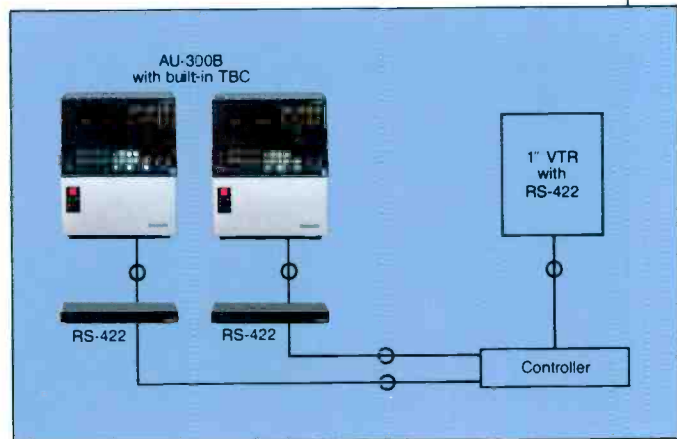 AU-300B
with built-in TBC
1" VTR
with
RS-422
RS-422
RS-422
Controller